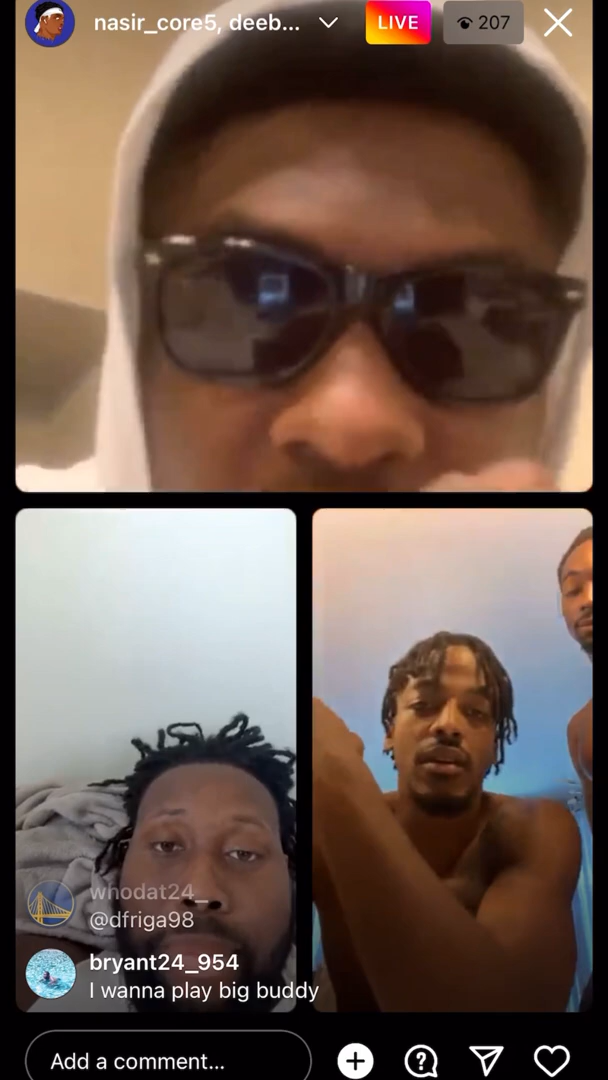 nasir_core5, deeb...
LIVE
207
whodat24_
@dfriga98
bryant24_954
I wanna play big buddy
Add a comment...